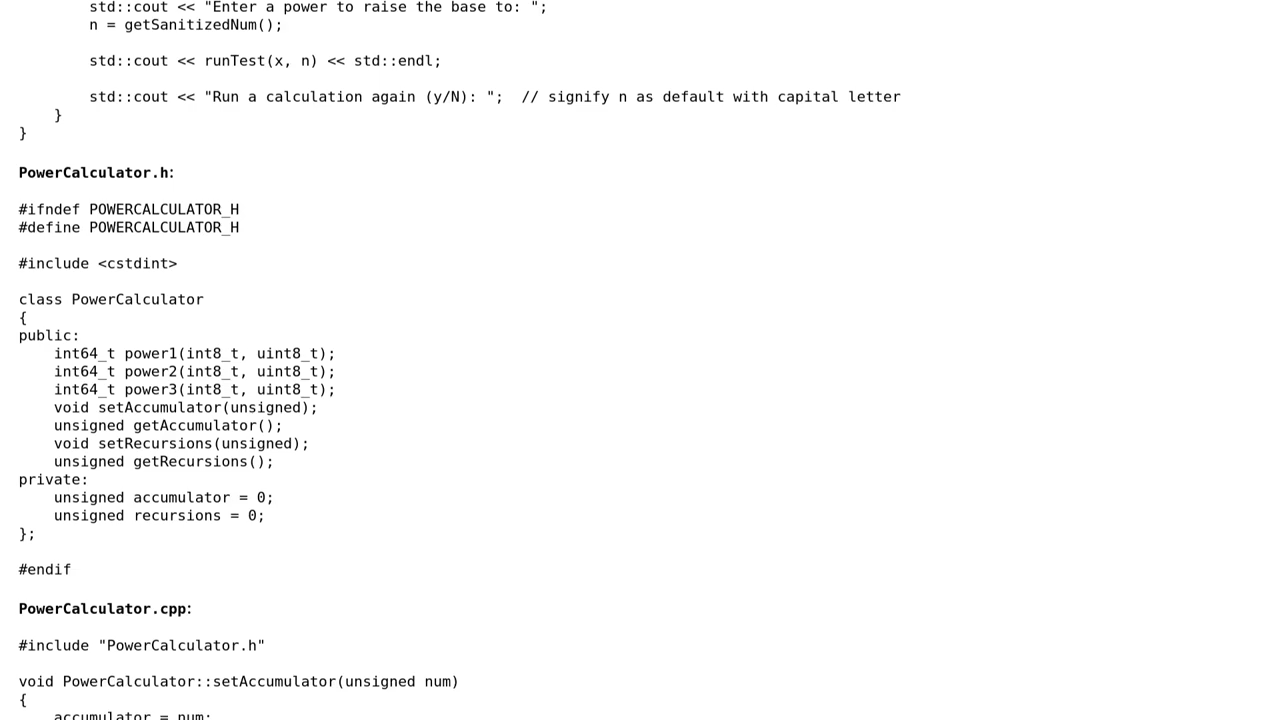 std::cout << "Enter a power to raise the base to: ";
        n = getSanitizedNum();

        std::cout << runTest(x, n) << std::endl;

        std::cout << "Run a calculation again (y/N): ";  // signify n as default with capital letter
    }
}

PowerCalculator.h:

#ifndef POWERCALCULATOR_H
#define POWERCALCULATOR_H

#include <cstdint>

class PowerCalculator
{
public:
    int64_t power1(int8_t, uint8_t);
    int64_t power2(int8_t, uint8_t);
    int64_t power3(int8_t, uint8_t);
    void setAccumulator(unsigned);
    unsigned getAccumulator();
    void setRecursions(unsigned);
    unsigned getRecursions();
private:
    unsigned accumulator = 0;
    unsigned recursions = 0;
};

#endif

PowerCalculator.cpp:

#include "PowerCalculator.h"

void PowerCalculator::setAccumulator(unsigned num)
{
    accumulator = num;